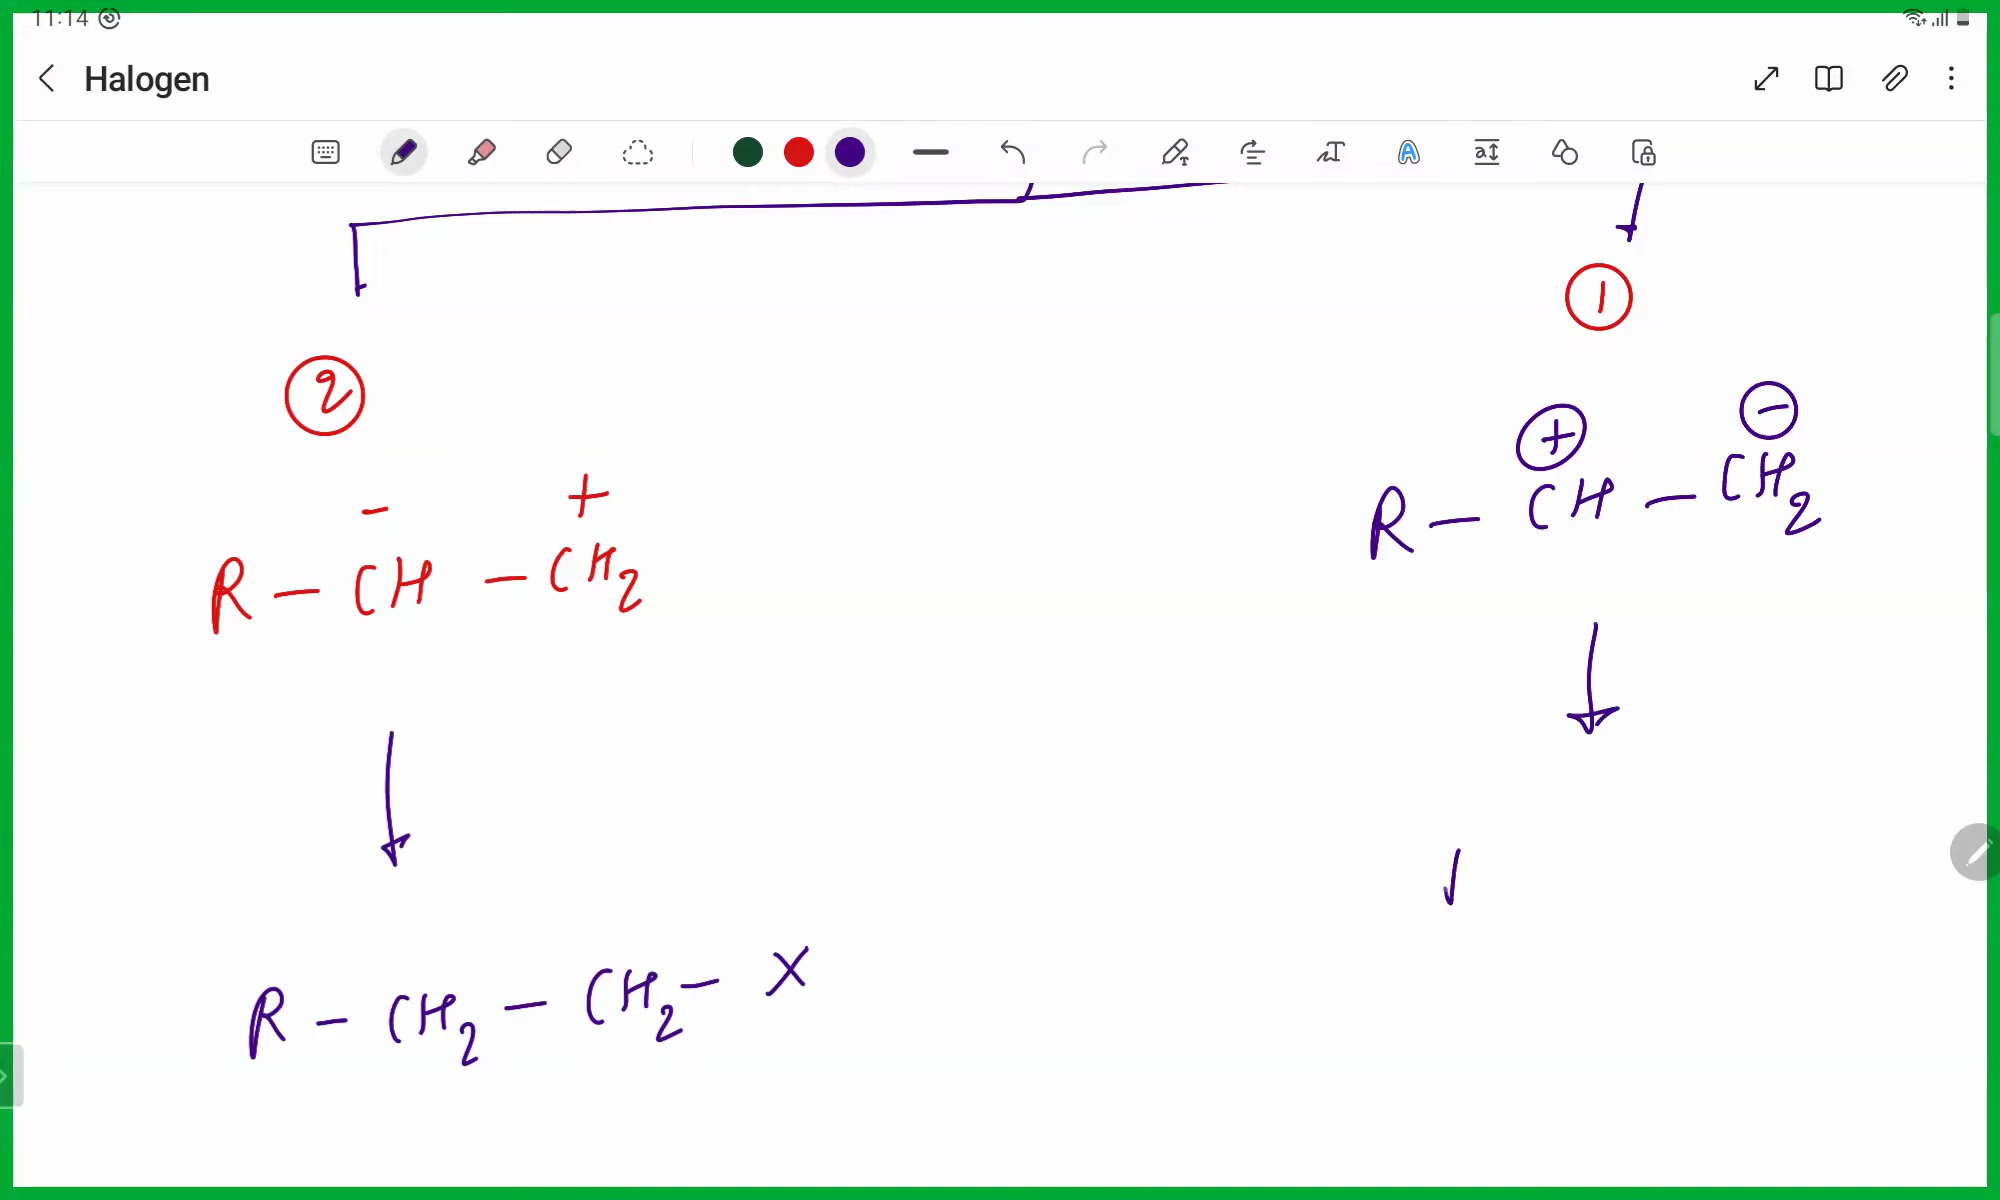 11:14
Halogen
1
2
+ -
R - CH - CH2
- +
R - CH - CH2
R - CH2 - CH2 - X